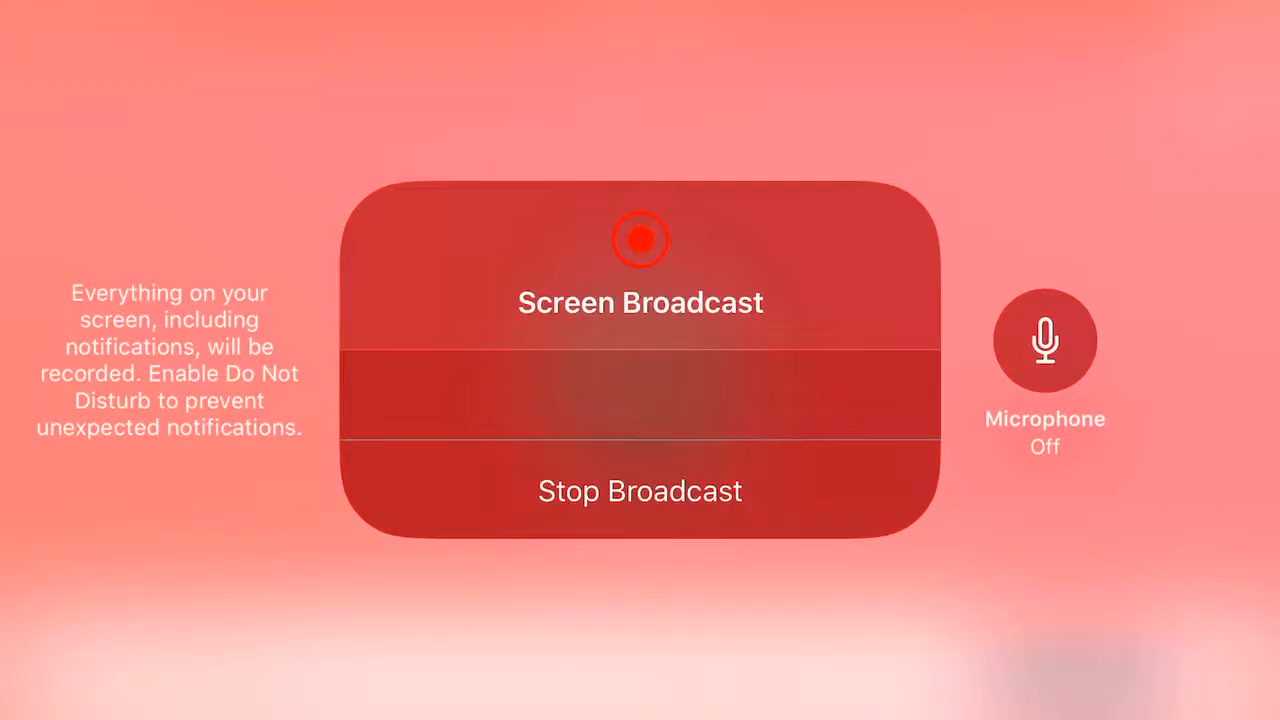 Everything on your
screen, including
notifications, will be
recorded. Enable Do Not
Disturb to prevent
unexpected notifications.
Screen Broadcast
Stop Broadcast
Microphone
Off